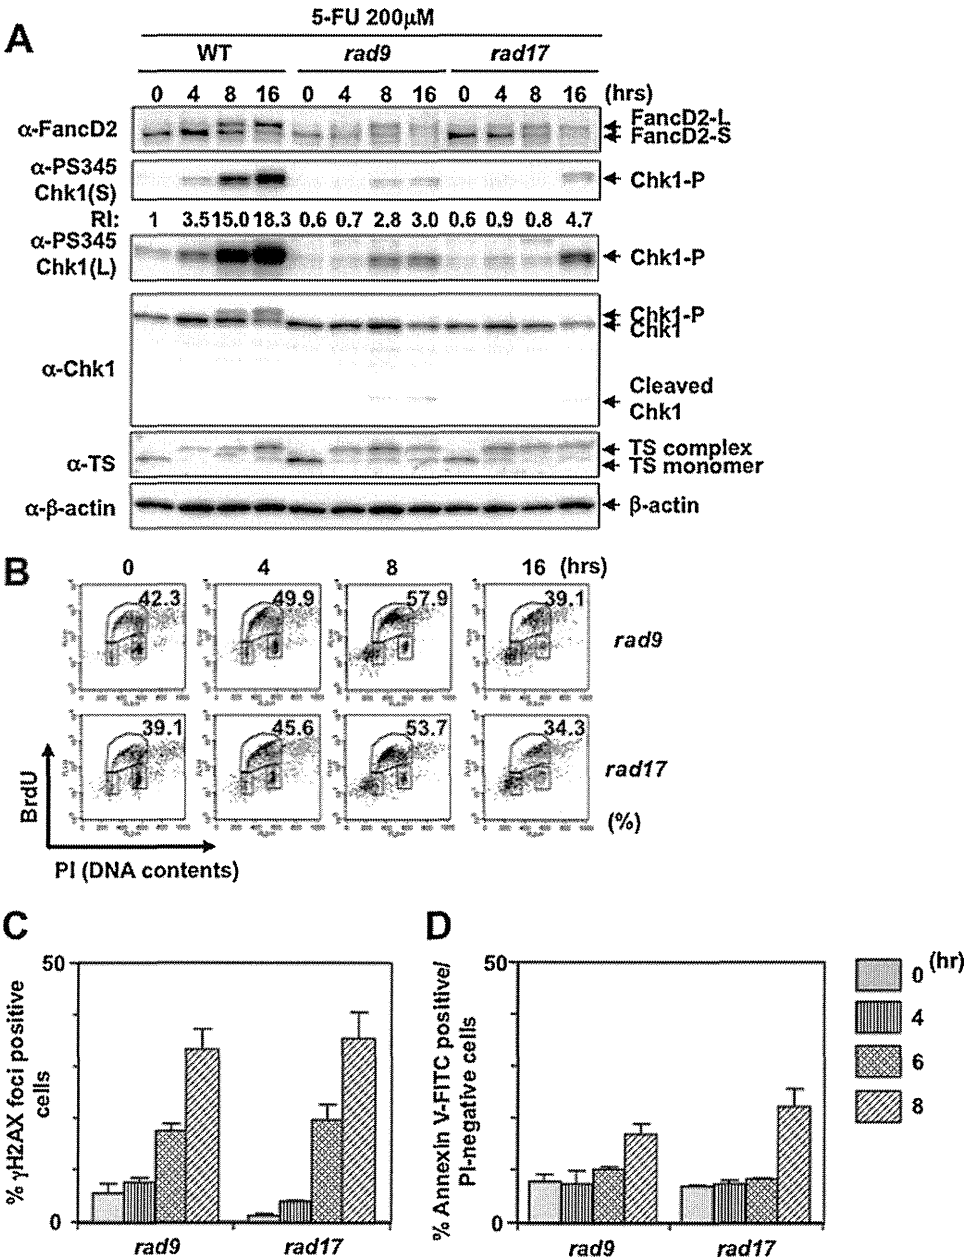 5-FU 200μM
A
WT rad9 rad17
0 4 8 16 0 4 8 16 0 4 8 16 (hrs)
α-FancD2
FancD2-L
FancD2-S
α-PS345
Chk1(S)
Chk1-P
RI: 1 3.5 15.0 18.3 0.6 0.7 2.8 3.0 0.6 0.9 0.8 4.7
α-PS345
Chk1(L)
Chk1-P
α-Chk1
Chk1-P
Chk1
Cleaved
Chk1
α-TS
TS complex
TS monomer
α-β-actin
β-actin
B
0 4 8 16 (hrs)
42.3 49.9 57.9 39.1
rad9
39.1 45.6 53.7 34.3
rad17
(%)
BrdU
PI (DNA contents)
C
% γH2AX foci positive
cells
50
0
rad9 rad17
D
% Annexin V-FITC positive/
PI-negative cells
50
0
rad9 rad17
0 (hr)
4
6
8